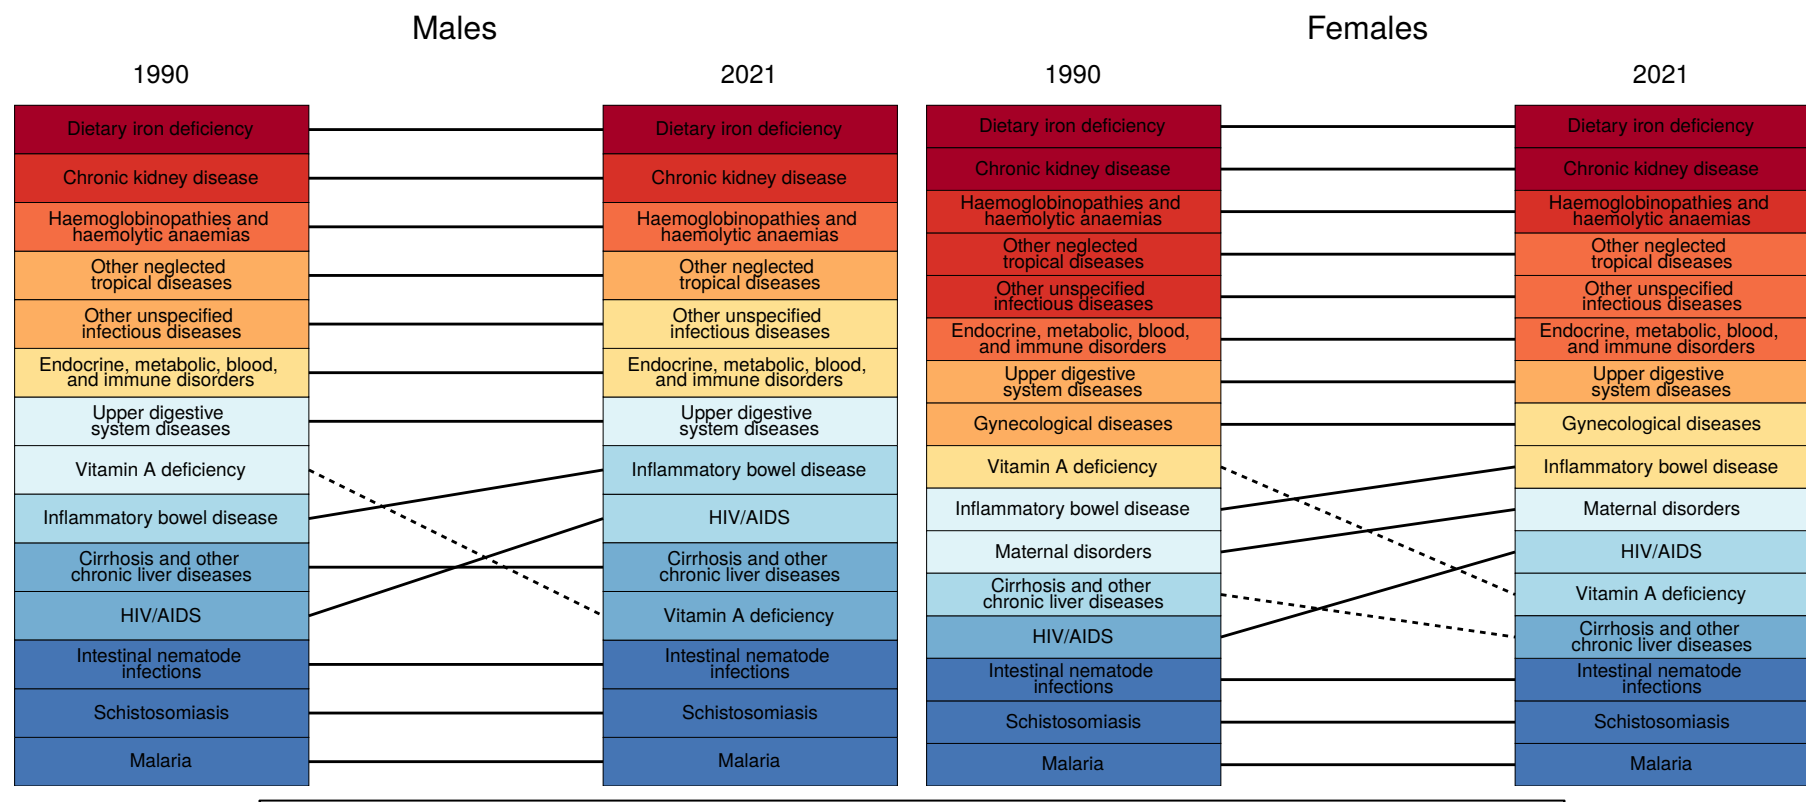 Males
1990
2021
Dietary iron deficiency
Chronic kidney disease
Haemoglobinopathies and
haemolytic anaemias
Other neglected
tropical diseases
Other unspecified
infectious diseases
Endocrine, metabolic, blood,
and immune disorders
Upper digestive
system diseases
Vitamin A deficiency
Inflammatory bowel disease
Cirrhosis and other
chronic liver diseases
HIV/AIDS
Intestinal nematode
infections
Schistosomiasis
Malaria
Dietary iron deficiency
Chronic kidney disease
Haemoglobinopathies and
haemolytic anaemias
Other neglected
tropical diseases
Other unspecified
infectious diseases
Endocrine, metabolic, blood,
and immune disorders
Upper digestive
system diseases
Inflammatory bowel disease
HIV/AIDS
Cirrhosis and other
chronic liver diseases
Vitamin A deficiency
Intestinal nematode
infections
Schistosomiasis
Malaria
Females
1990
2021
Dietary iron deficiency
Chronic kidney disease
Haemoglobinopathies and
haemolytic anaemias
Other neglected
tropical diseases
Other unspecified
infectious diseases
Endocrine, metabolic, blood,
and immune disorders
Upper digestive
system diseases
Gynecological diseases
Vitamin A deficiency
Inflammatory bowel disease
Maternal disorders
Cirrhosis and other
chronic liver diseases
HIV/AIDS
Intestinal nematode
infections
Schistosomiasis
Malaria
Dietary iron deficiency
Chronic kidney disease
Haemoglobinopathies and
haemolytic anaemias
Other neglected
tropical diseases
Other unspecified
infectious diseases
Endocrine, metabolic, blood,
and immune disorders
Upper digestive
system diseases
Gynecological diseases
Inflammatory bowel disease
Maternal disorders
HIV/AIDS
Vitamin A deficiency
Cirrhosis and other
chronic liver diseases
Intestinal nematode
infections
Schistosomiasis
Malaria